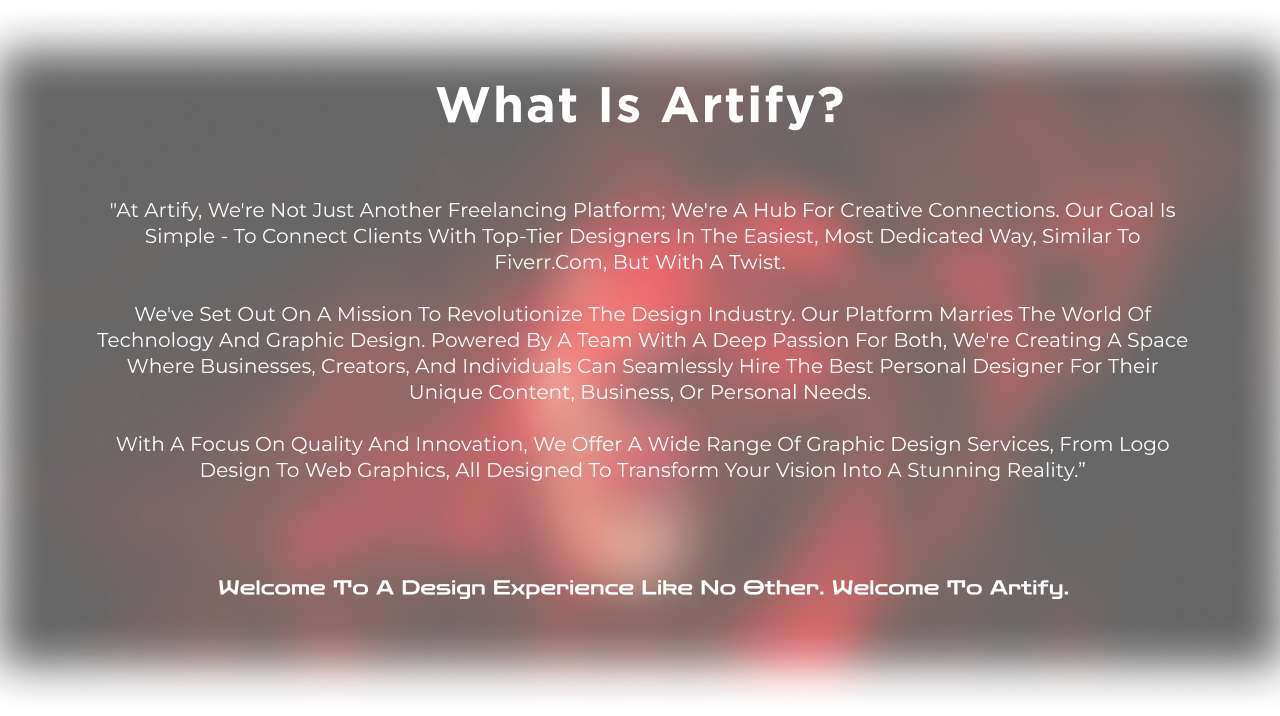 What Is Artify?
"At Artify, We're Not Just Another Freelancing Platform; We're A Hub For Creative Connections. Our Goal Is
Simple - To Connect Clients With Top-Tier Designers In The Easiest, Most Dedicated Way, Similar To
Fiverr.Com, But With A Twist.
We've Set Out On A Mission To Revolutionize The Design Industry. Our Platform Marries The World Of
Technology And Graphic Design. Powered By A Team With A Deep Passion For Both, We're Creating A Space
Where Businesses, Creators, And Individuals Can Seamlessly Hire The Best Personal Designer For Their
Unique Content, Business, Or Personal Needs.
With A Focus On Quality And Innovation, We Offer A Wide Range Of Graphic Design Services, From Logo
Design To Web Graphics, All Designed To Transform Your Vision Into A Stunning Reality.”
Welcome To A Design Experience Like No Other. Welcome To Artify.